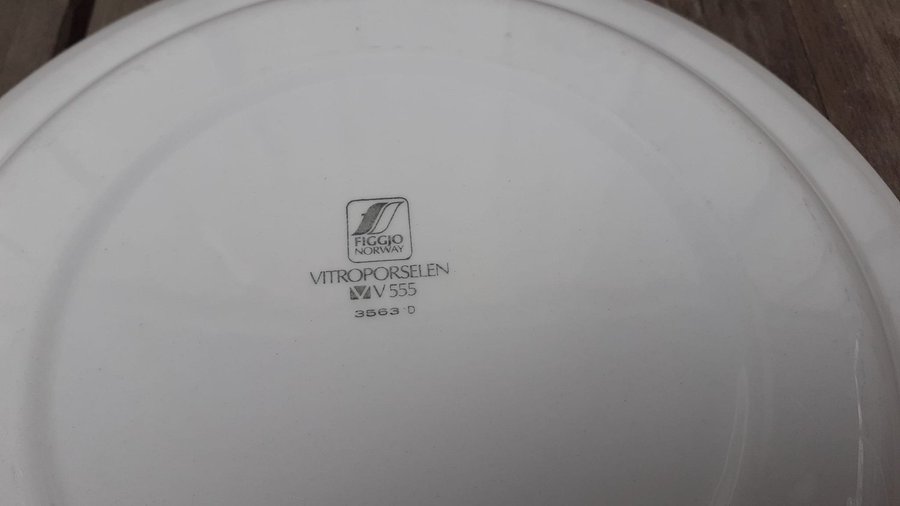 FIGGJO
NORWAY
VITROPORSELEN
V 555
3563 D